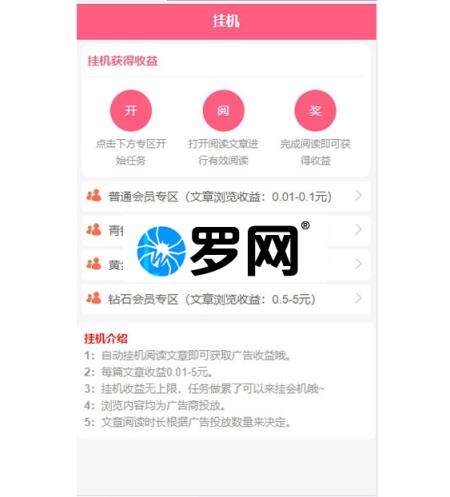 挂机
挂机获得收益
开 阅 奖
点击下方专区开始任务
打开阅读文章进行有效阅读
完成阅读即可获得收益
普通会员专区（文章浏览收益：0.01-0.1元）
罗网®
钻石会员专区（文章浏览收益：0.5-5元）
挂机介绍
1：自动挂机阅读文章即可获取广告收益哦。
2：每篇文章收益0.01-5元。
3：挂机收益无上限，任务做累了可以来挂会机哦~
4：浏览内容均为广告商投放。
5：文章阅读时长根据广告投放数量来决定。